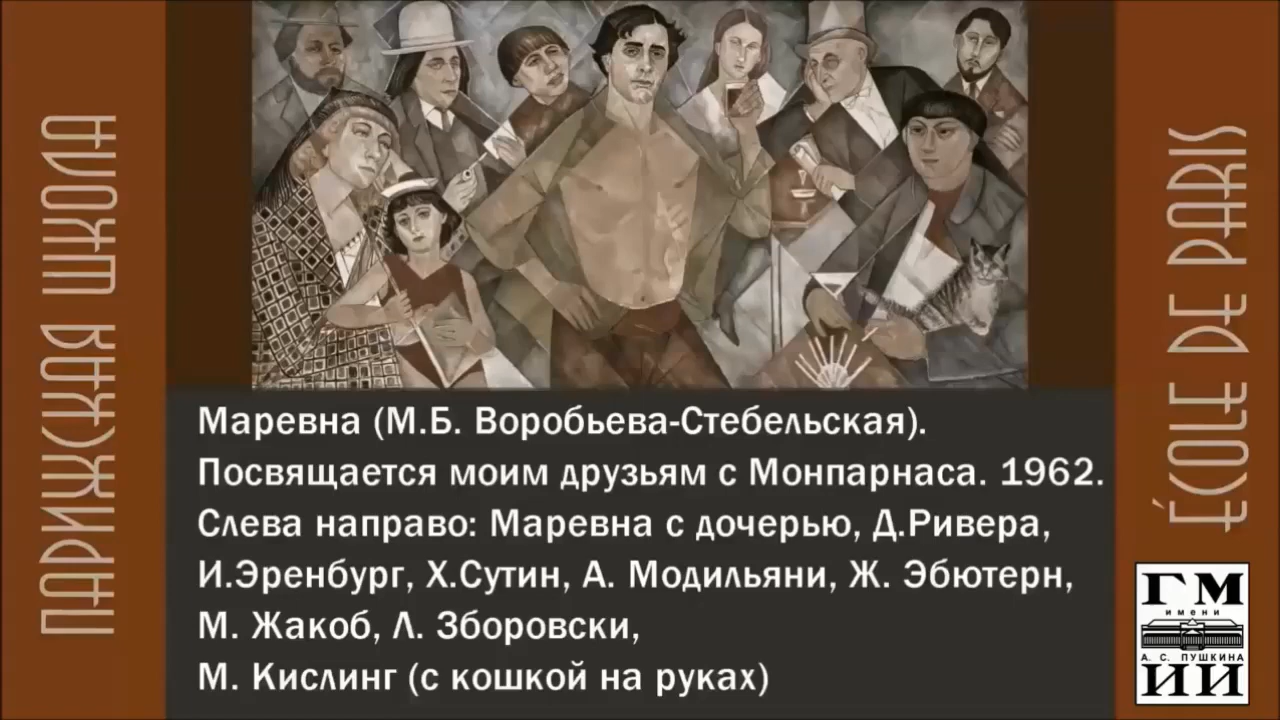 ПАРИЖСКАЯ ШКОЛА
Маревна (М.Б. Воробьева-Стебельская).
Посвящается моим друзьям с Монпарнаса. 1962.
Слева направо: Маревна с дочерью, Д.Ривера,
И.Эренбург, Х.Сутин, А. Модильяни, Ж. Эбютерн,
М. Жакоб, Л. Зборовски,
М. Кислинг (с кошкой на руках)
ÉCOLE DE PARIS
ГМ
ИМЕНИ
А. С. ПУШКИНА
ИИ